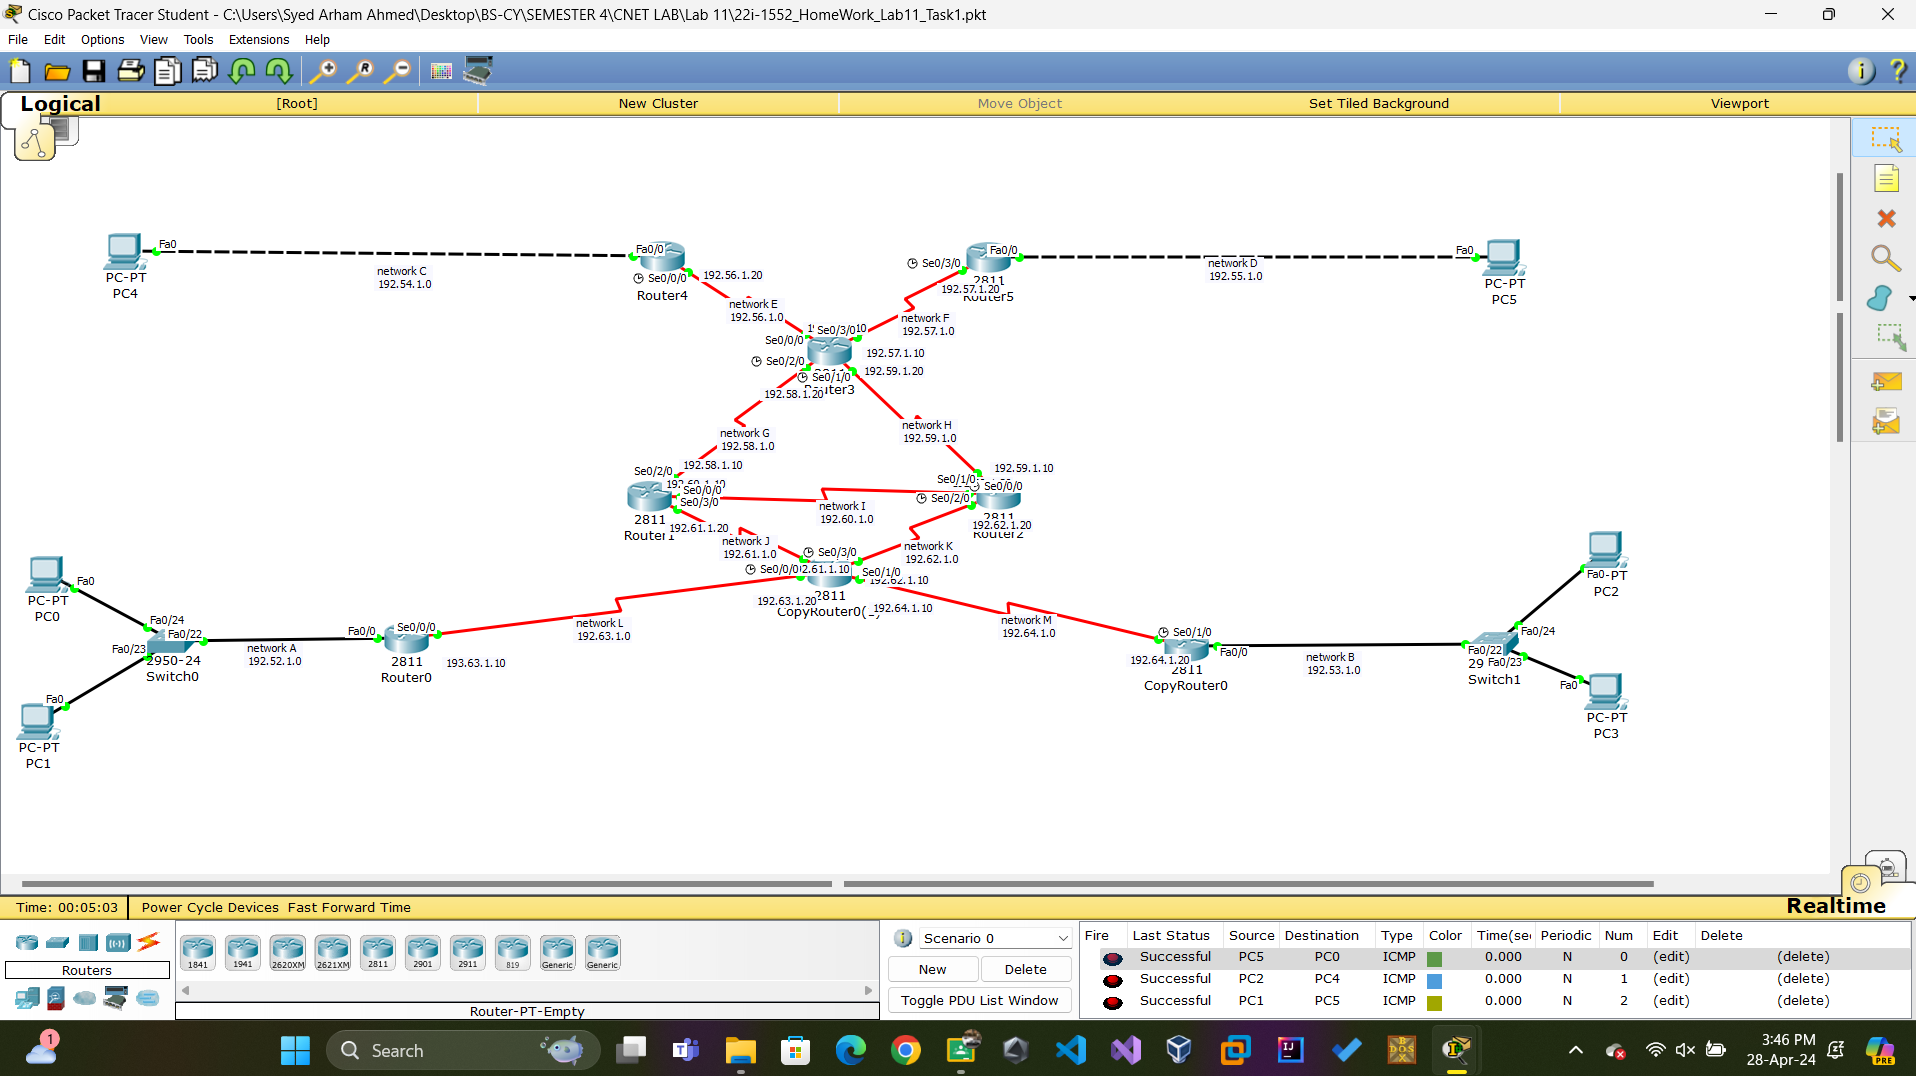 Cisco Packet Tracer Student - C:\Users\Syed Arham Ahmed\Desktop\BS-CY\SEMESTER 4\CNET LAB\Lab 11\22i-1552_HomeWork_Lab11_Task1.pkt
File Edit Options View Tools Extensions Help
Logical [Root] New Cluster Move Object Set Tiled Background Viewport
Fa0
PC-PT
PC4
network C
192.54.1.0
Fa0/0
Se0/0/0
Router4
192.56.1.20
network E
192.56.1.0
Se0/3/0
Fa0/0
2811
Router5
192.57.1.20
network D
192.55.1.0
Fa0
PC-PT
PC5
network F
192.57.1.0
Se0/3/0
10
Se0/0/0
Se0/2/0
Se0/1/0
Router3
192.57.1.10
192.59.1.20
192.58.1.20
network G
192.58.1.0
network H
192.59.1.0
Se0/2/0
192.58.1.10
Se0/0/0
Se0/3/0
2811
Router1
192.61.1.20
network I
192.60.1.0
192.59.1.10
Se0/1/0
Se0/0/0
Se0/2/0
2811
192.62.1.20
Router2
network J
192.61.1.0
network K
192.62.1.0
Se0/3/0
Se0/0/0
2.61.1.10
Se0/1/0
192.62.1.10
2811
192.63.1.20
192.64.1.10
network L
192.63.1.0
network M
192.64.1.0
Fa0
PC-PT
PC0
Fa0/24
Fa0/22
Fa0/23
2950-24
Switch0
Fa0
PC-PT
PC1
network A
192.52.1.0
Fa0/0
Se0/0/0
2811
Router0
193.63.1.10
Se0/1/0
192.64.1.20
Fa0/0
2811
CopyRouter0
network B
192.53.1.0
Fa0/24
Fa0/22
29
Fa0/23
Switch1
Fa0
-PT
PC2
Fa0
PC-PT
PC3
Time: 00:05:03 Power Cycle Devices Fast Forward Time
Realtime
Routers
1841 1941 2620XM 2621XM 2811 2901 2911 819 Generic Generic
Router-PT-Empty
Scenario 0
New Delete
Toggle PDU List Window
Fire Last Status Source Destination Type Color Time(sec Periodic Num Edit Delete
Successful PC5 PC0 ICMP 0.000 N 0 (edit) (delete)
Successful PC2 PC4 ICMP 0.000 N 1 (edit) (delete)
Successful PC1 PC5 ICMP 0.000 N 2 (edit) (delete)
1
Search
3:46 PM
28-Apr-24
PRE